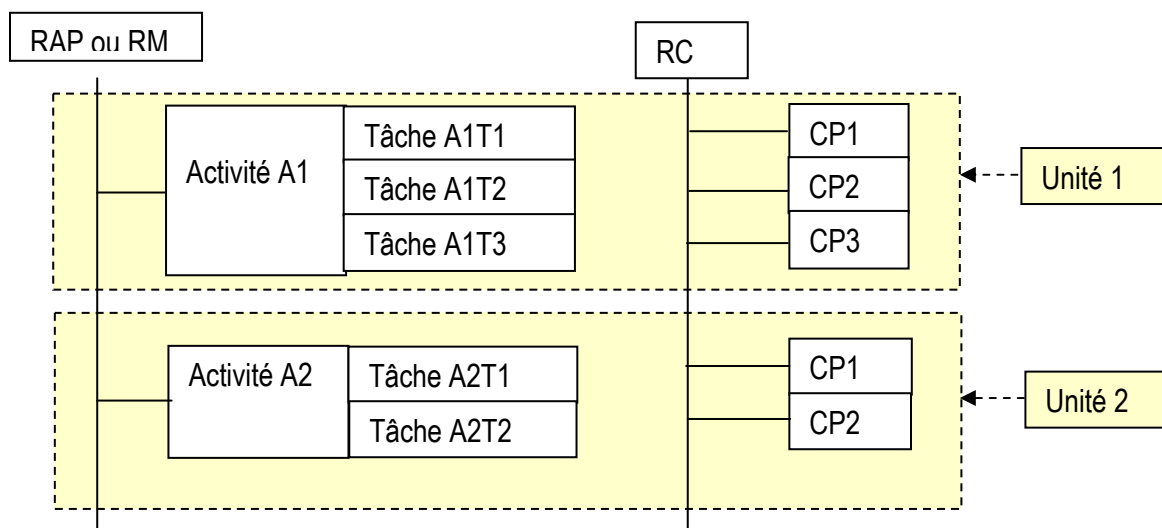 RAP ou RM
RC
Activité A1
Tâche A1T1
Tâche A1T2
Tâche A1T3
CP1
CP2
CP3
Unité 1
Activité A2
Tâche A2T1
Tâche A2T2
CP1
CP2
Unité 2